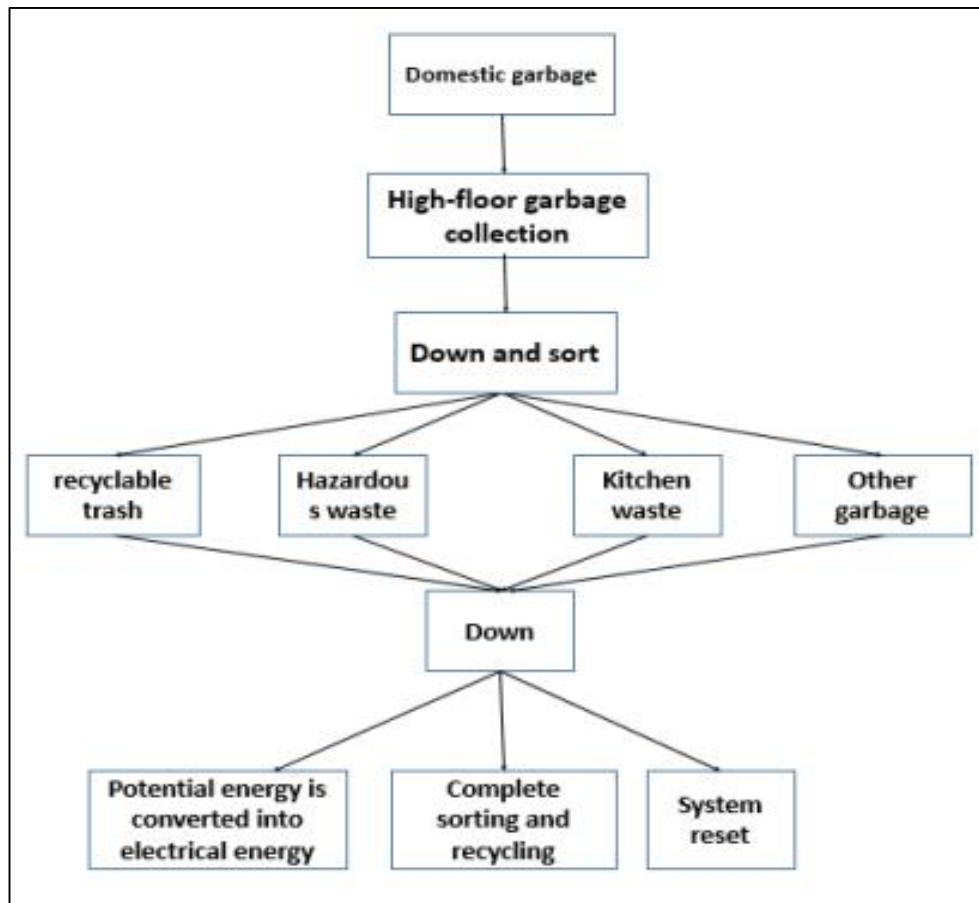 Domestic garbage
High-floor garbage
collection
Down and sort
recyclable
trash
Hazardou
s waste
Kitchen
waste
Other
garbage
Down
Potential energy is
converted into
electrical energy
Complete
sorting and
recycling
System
reset